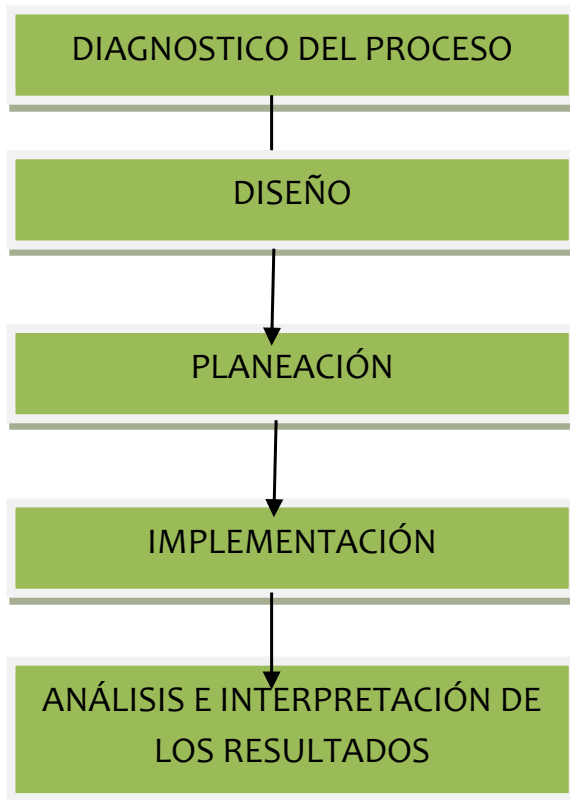 DIAGNOSTICO DEL PROCESO
DISEÑO
PLANEACIÓN
IMPLEMENTACIÓN
ANÁLISIS E INTERPRETACIÓN DE
LOS RESULTADOS